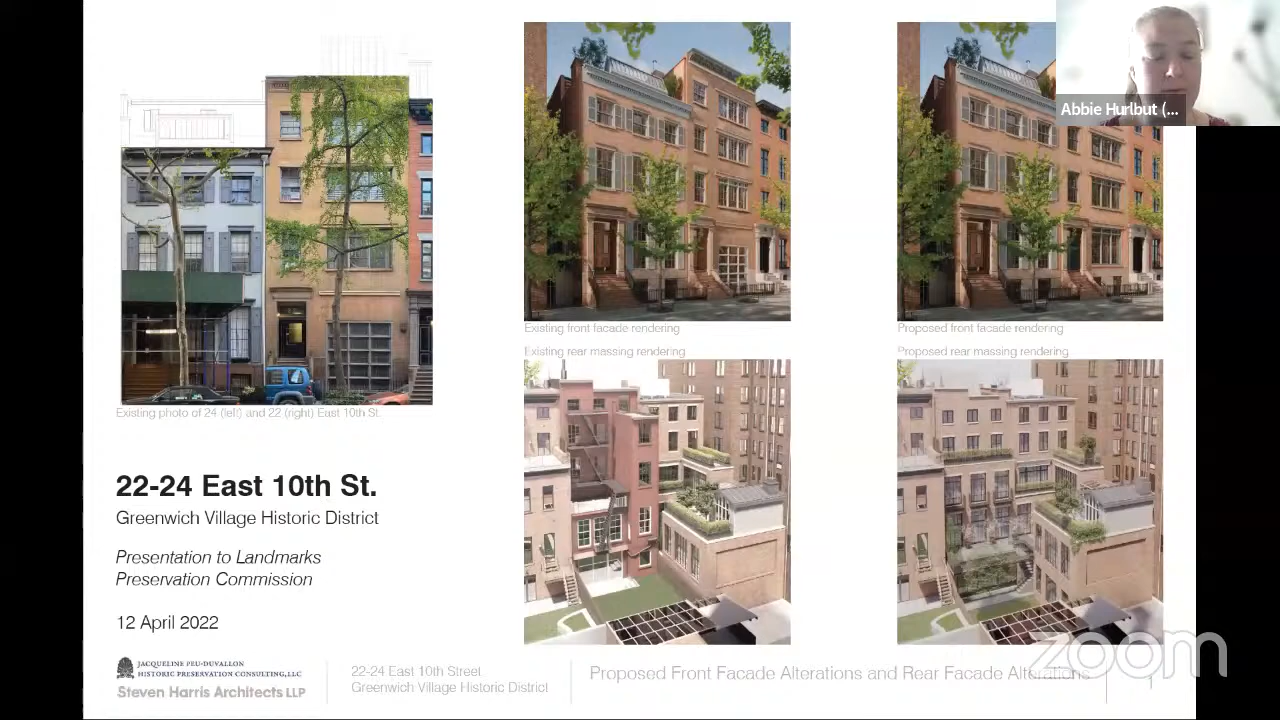 Abbie Hurlbut (...
Existing front facade rendering
Proposed front facade rendering
Existing rear massing rendering
Proposed rear massing rendering
Existing photo of 24 (left) and 22 (right) East 10th St.
22-24 East 10th St.
Greenwich Village Historic District
Presentation to Landmarks
Preservation Commission
12 April 2022
JACQUELINE PEU-DUVALLON
HISTORIC PRESERVATION CONSULTING, LLC
Steven Harris Architects LLP
22-24 East 10th Street
Greenwich Village Historic District
Proposed Front Facade Alterations and Rear Facade Alterations
1
zoom